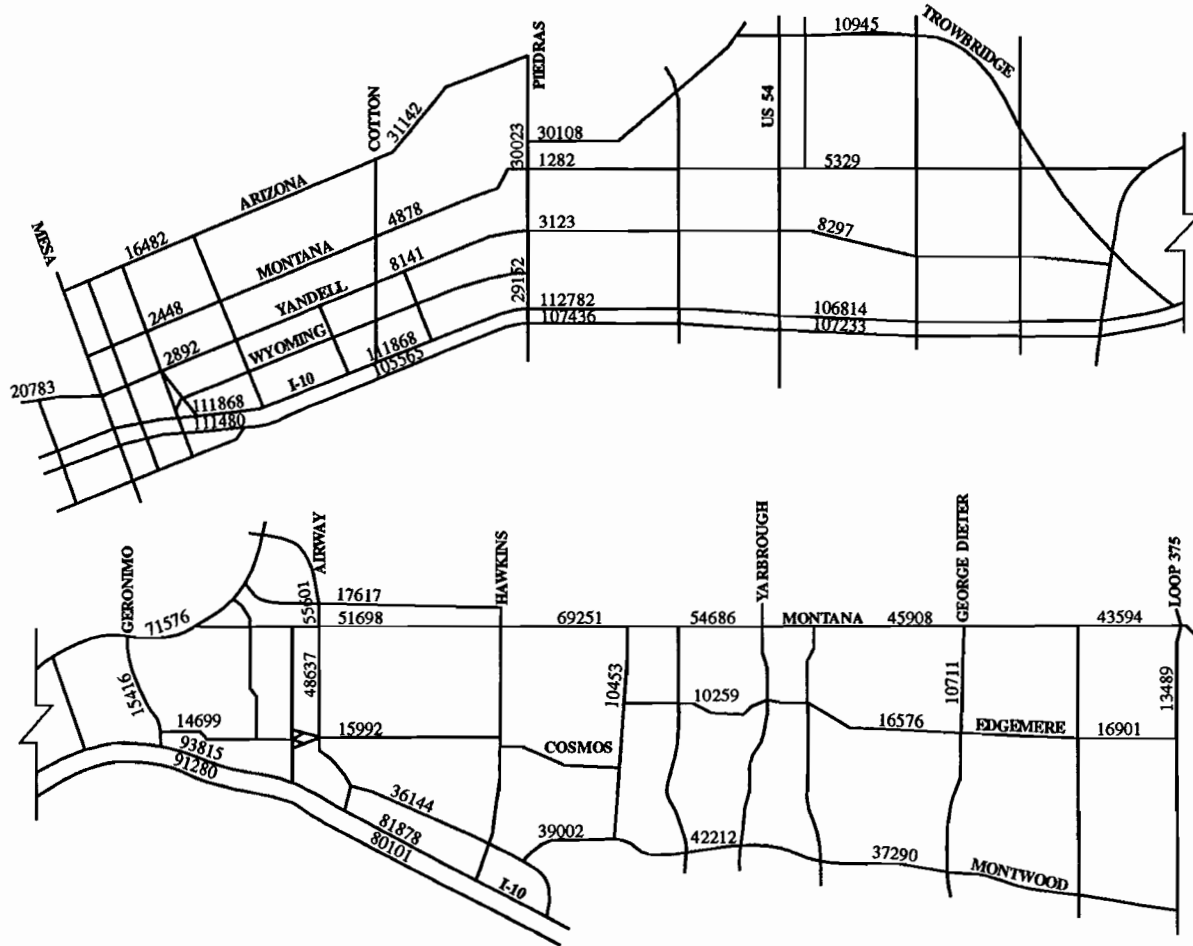 10945
TROWBRIDGE
PIEDRAS
US 54
COTTON
31142
30023
30108
1282
5329
ARIZONA
4878
3123
8297
MESA
16482
MONTANA
8141
29152
2448
YANDELL
112782
107436
106814
107233
2892
WYOMING
111868
105565
I-10
20783
111868
111480
GERONIMO
71576
AIRWAY
55601
17617
51698
HAWKINS
69251
54686
YARBROUGH
MONTANA
45908
GEORGE DIETER
43594
LOOP 375
15416
48637
10453
10711
13489
14699
15992
10259
16576
EDGEMERE
16901
93815
91280
COSMOS
36144
81878
80101
39002
42212
37290
MONTWOOD
I-10